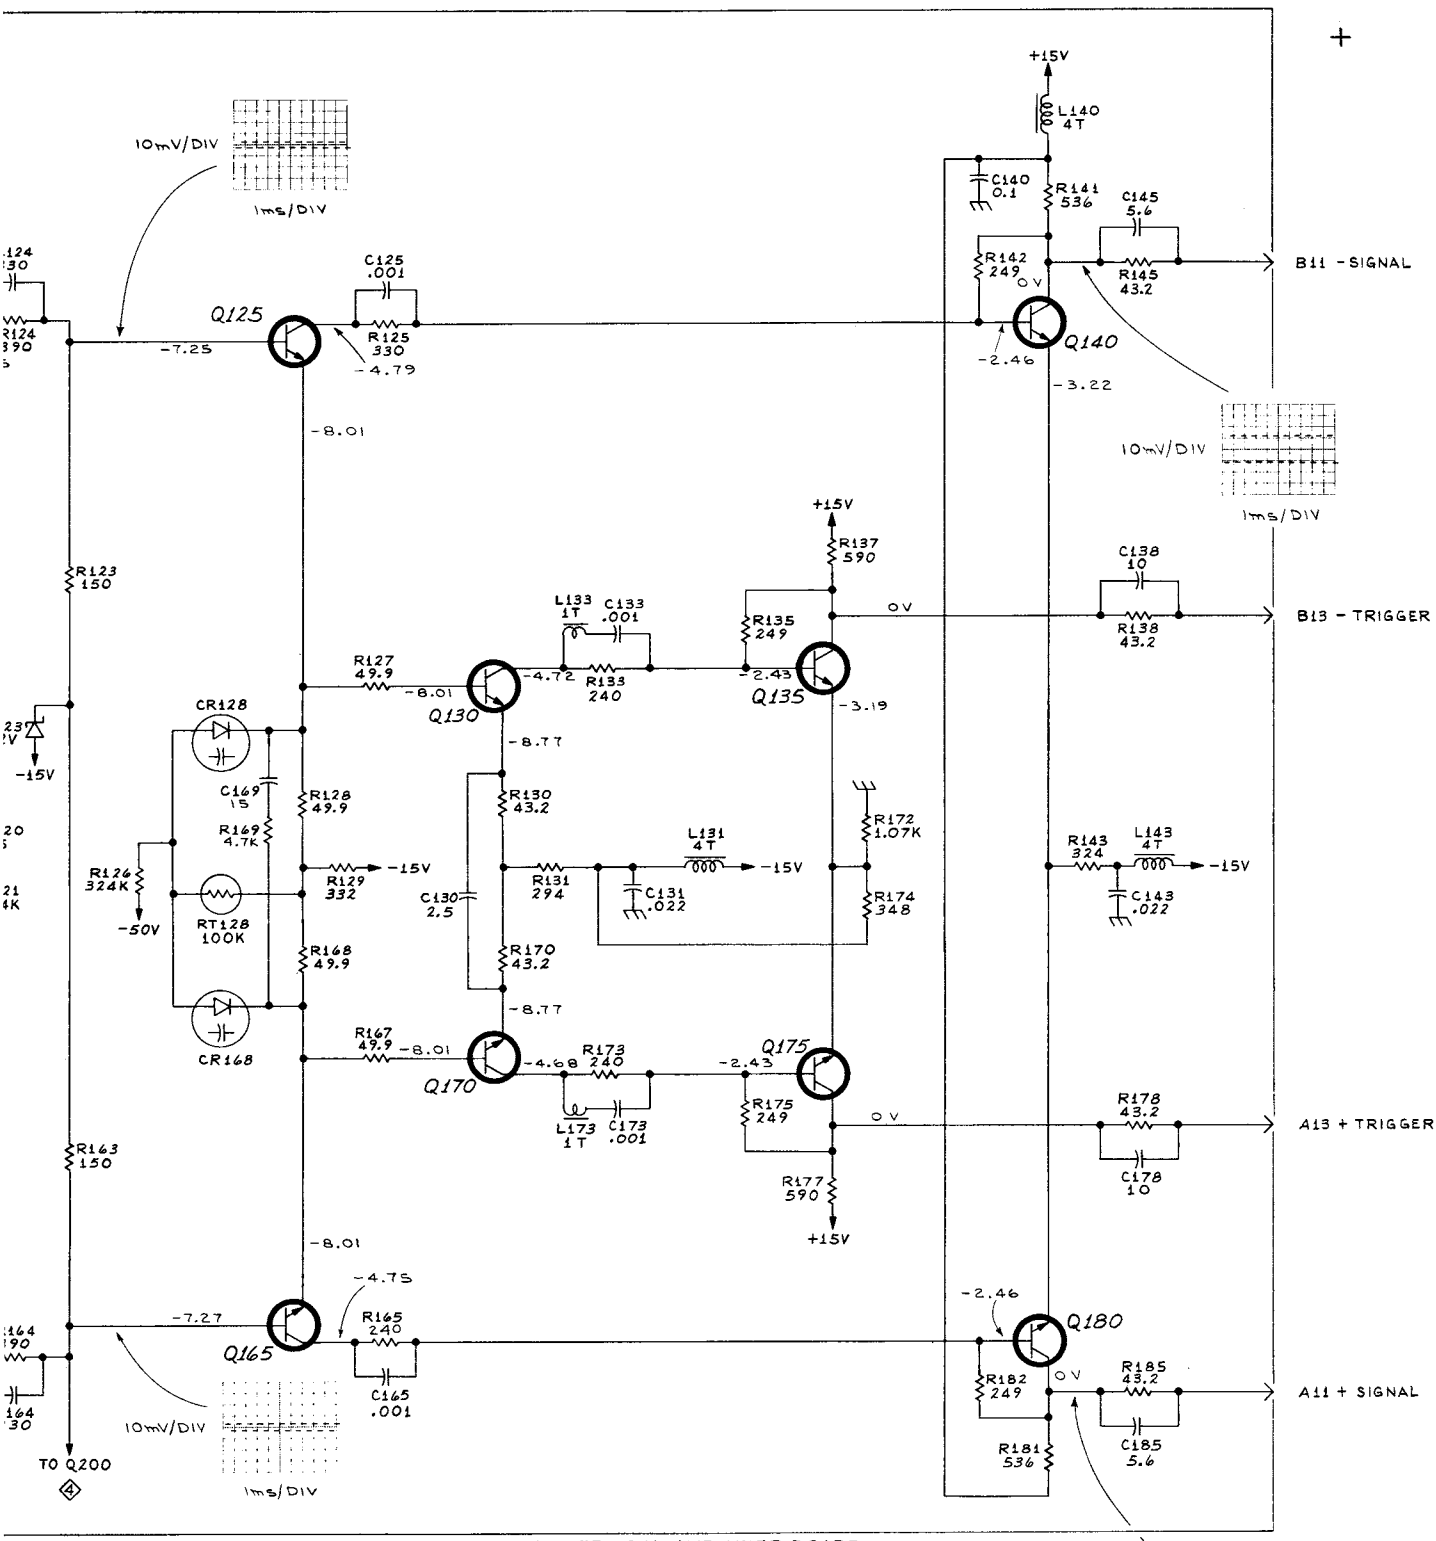 +15V
L140
4T
10mV/DIV
C140
0.1
R141
536
1ms/DIV
C145
5.6
R142
249
0V
R145
43.2
B11 -SIGNAL
C125
.001
Q125
R125
330
-7.25
-4.79
-2.46
Q140
-3.22
-8.01
10mV/DIV
1ms/DIV
+15V
R137
590
C138
10
R123
150
L133
1T
C133
.001
R135
249
0V
R138
43.2
B13 - TRIGGER
R127
49.9
-8.01
Q130
-4.72
R133
240
-2.43
Q135
-3.19
CR128
-8.77
-15V
C169
15
R128
49.9
R130
43.2
R169
4.7K
R172
1.07K
L131
4T
-15V
R143
324
L143
4T
-15V
R126
324K
-50V
RT128
100K
R129
332
-15V
C130
2.5
R131
294
C131
.022
R174
348
C143
.022
R168
49.9
R170
43.2
-8.77
CR168
R167
49.9
-8.01
Q170
-4.68
R173
240
-2.43
Q175
L173
1T
C173
.001
R175
249
0V
R178
43.2
A13 + TRIGGER
C178
10
R163
150
R177
590
+15V
-8.01
-4.75
-7.27
Q165
R165
240
C165
.001
-2.46
Q180
R182
249
0V
R185
43.2
A11 + SIGNAL
C185
5.6
R181
536
10mV/DIV
1ms/DIV
TO Q200
4